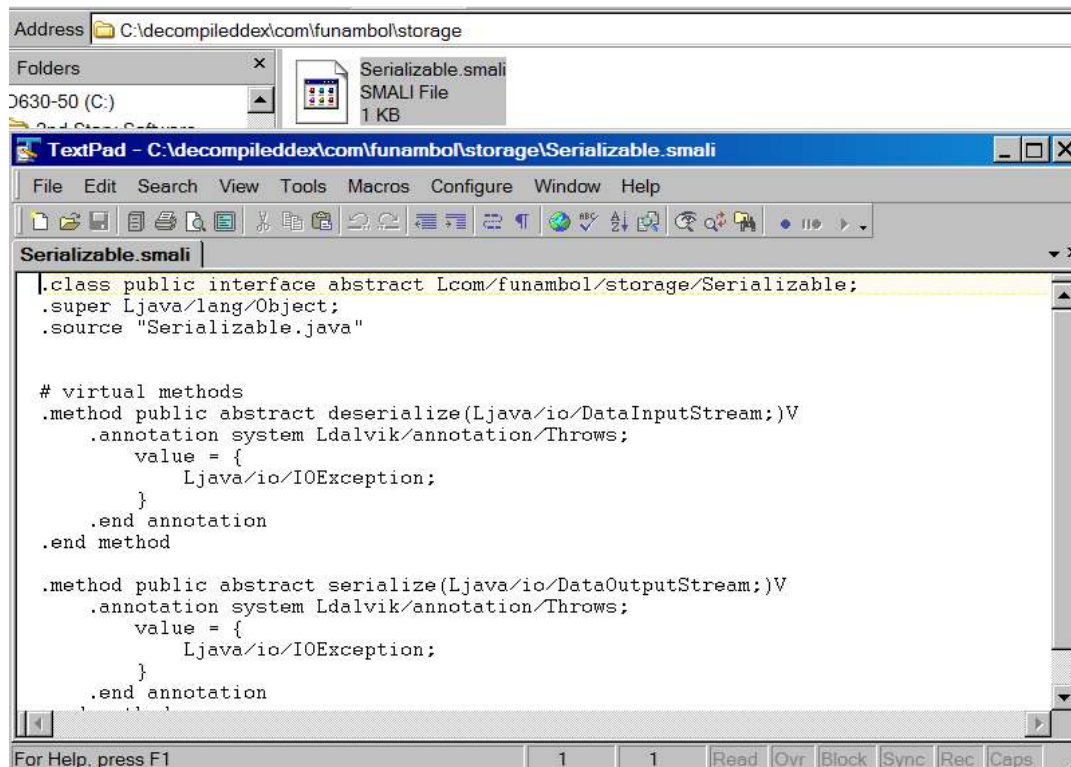 Address C:\decompileddex\com\funambol\storage
Folders ×
Serializable.smali
SMALI File
1 KB
D630-50 (C:)
2nd Story Software
TextPad - C:\decompileddex\com\funambol\storage\Serializable.smali
File Edit Search View Tools Macros Configure Window Help
Serializable.smali
.class public interface abstract Lcom/funambol/storage/Serializable;
.super Ljava/lang/Object;
.source "Serializable.java"
# virtual methods
.method public abstract deserialize(Ljava/io/DataInputStream;)V
.annotation system Ldalvik/annotation/Throws;
value = {
Ljava/io/IOException;
}
.end annotation
.end method
.method public abstract serialize(Ljava/io/DataOutputStream;)V
.annotation system Ldalvik/annotation/Throws;
value = {
Ljava/io/IOException;
}
.end annotation
For Help, press F1 1 1 Read Ovr Block Sync Rec Caps